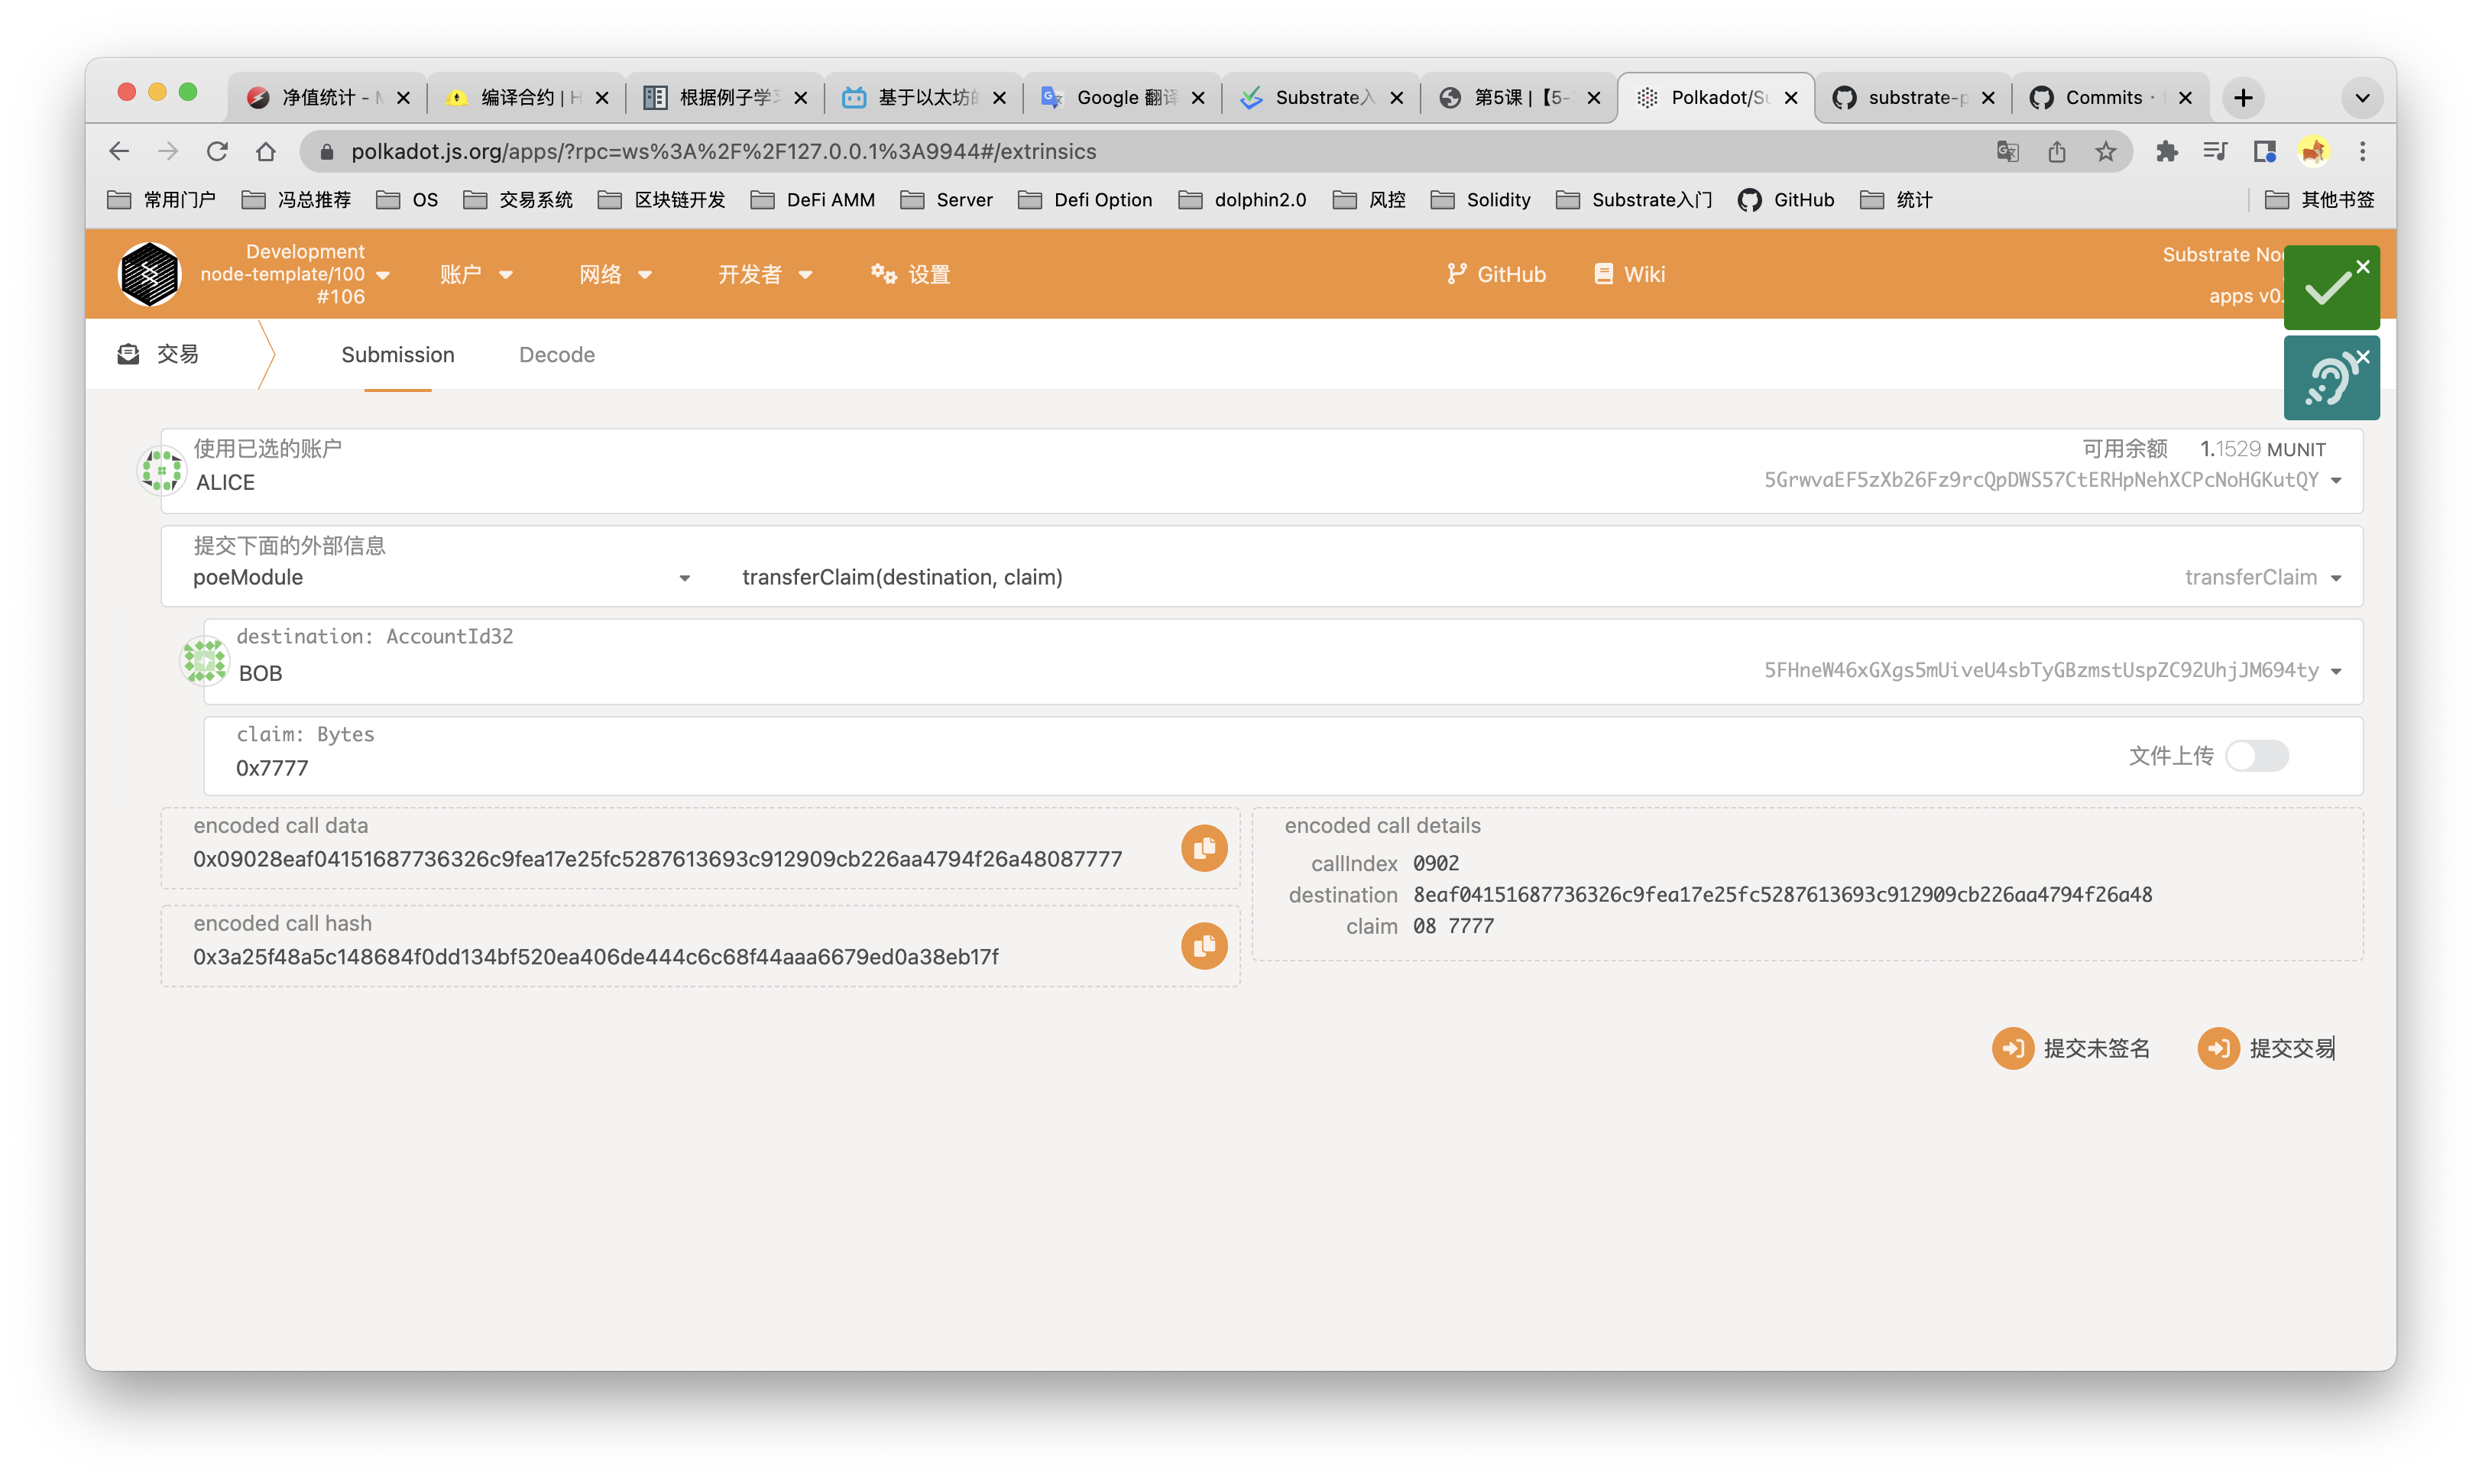 净值统计 -
编译合约 | H
根据例子学
基于以太坊
Google 翻译
Substrate入
第5课 |【5-
Polkadot/Su
substrate-p
Commits ·
polkadot.js.org/apps/?rpc=ws%3A%2F%2F127.0.0.1%3A9944#/extrinsics
常用门户
冯总推荐
OS
交易系统
区块链开发
DeFi AMM
Server
Defi Option
dolphin2.0
风控
Solidity
Substrate入门
GitHub
统计
其他书签
Development
node-template/100
#106
账户
网络
开发者
设置
GitHub
Wiki
Substrate No
apps v0.
交易
Submission
Decode
使用已选的账户
ALICE
可用余额 1.1529 MUNIT
5GrwvaEF5zXb26Fz9rcQpDWS57CtERHpNehXCPcNoHGKutQY
提交下面的外部信息
poeModule
transferClaim(destination, claim)
transferClaim
destination: AccountId32
BOB
5FHneW46xGXgs5mUiveU4sbTyGBzmstUspZC92UhjJM694ty
claim: Bytes
0x7777
文件上传
encoded call data
0x09028eaf04151687736326c9fea17e25fc5287613693c912909cb226aa4794f26a48087777
encoded call hash
0x3a25f48a5c148684f0dd134bf520ea406de444c6c68f44aaa6679ed0a38eb17f
encoded call details
callIndex 0902
destination 8eaf04151687736326c9fea17e25fc5287613693c912909cb226aa4794f26a48
claim 08 7777
提交未签名
提交交易